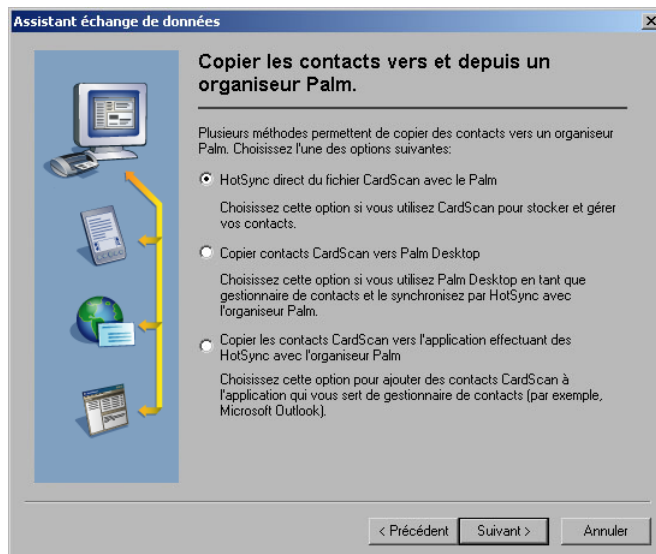 Assistant échange de données
Copier les contacts vers et depuis un
organiseur Palm.
Plusieurs méthodes permettent de copier des contacts vers un organiseur
Palm. Choisissez l'une des options suivantes:
HotSync direct du fichier CardScan avec le Palm
Choisissez cette option si vous utilisez CardScan pour stocker et gérer
vos contacts.
Copier contacts CardScan vers Palm Desktop
Choisissez cette option si vous utilisez Palm Desktop en tant que
gestionnaire de contacts et le synchronisez par HotSync avec
l'organiseur Palm.
Copier les contacts CardScan vers l'application effectuant des
HotSync avec l'organiseur Palm
Choisissez cette option pour ajouter des contacts CardScan à
l'application qui vous sert de gestionnaire de contacts (par exemple,
Microsoft Outlook).
< Précédent Suivant > Annuler